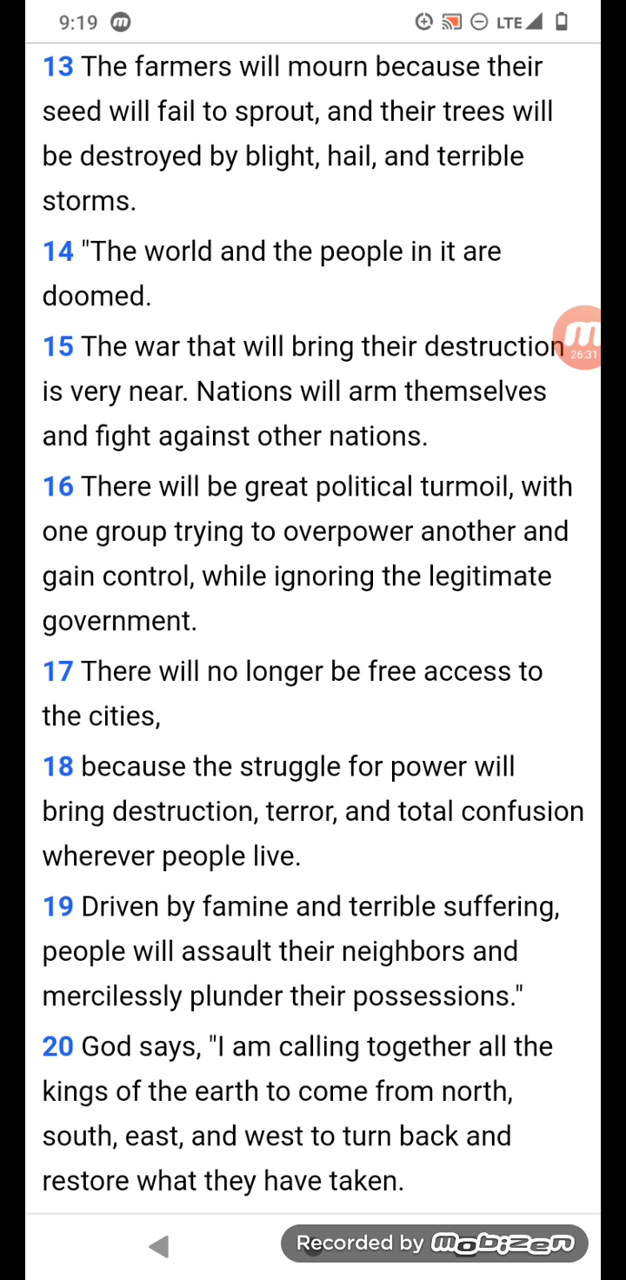 9:19 m LTE
13 The farmers will mourn because their
seed will fail to sprout, and their trees will
be destroyed by blight, hail, and terrible
storms.
14 "The world and the people in it are
doomed.
15 The war that will bring their destruction
m
26:31
is very near. Nations will arm themselves
and fight against other nations.
16 There will be great political turmoil, with
one group trying to overpower another and
gain control, while ignoring the legitimate
government.
17 There will no longer be free access to
the cities,
18 because the struggle for power will
bring destruction, terror, and total confusion
wherever people live.
19 Driven by famine and terrible suffering,
people will assault their neighbors and
mercilessly plunder their possessions."
20 God says, "I am calling together all the
kings of the earth to come from north,
south, east, and west to turn back and
restore what they have taken.
Recorded by mobizen